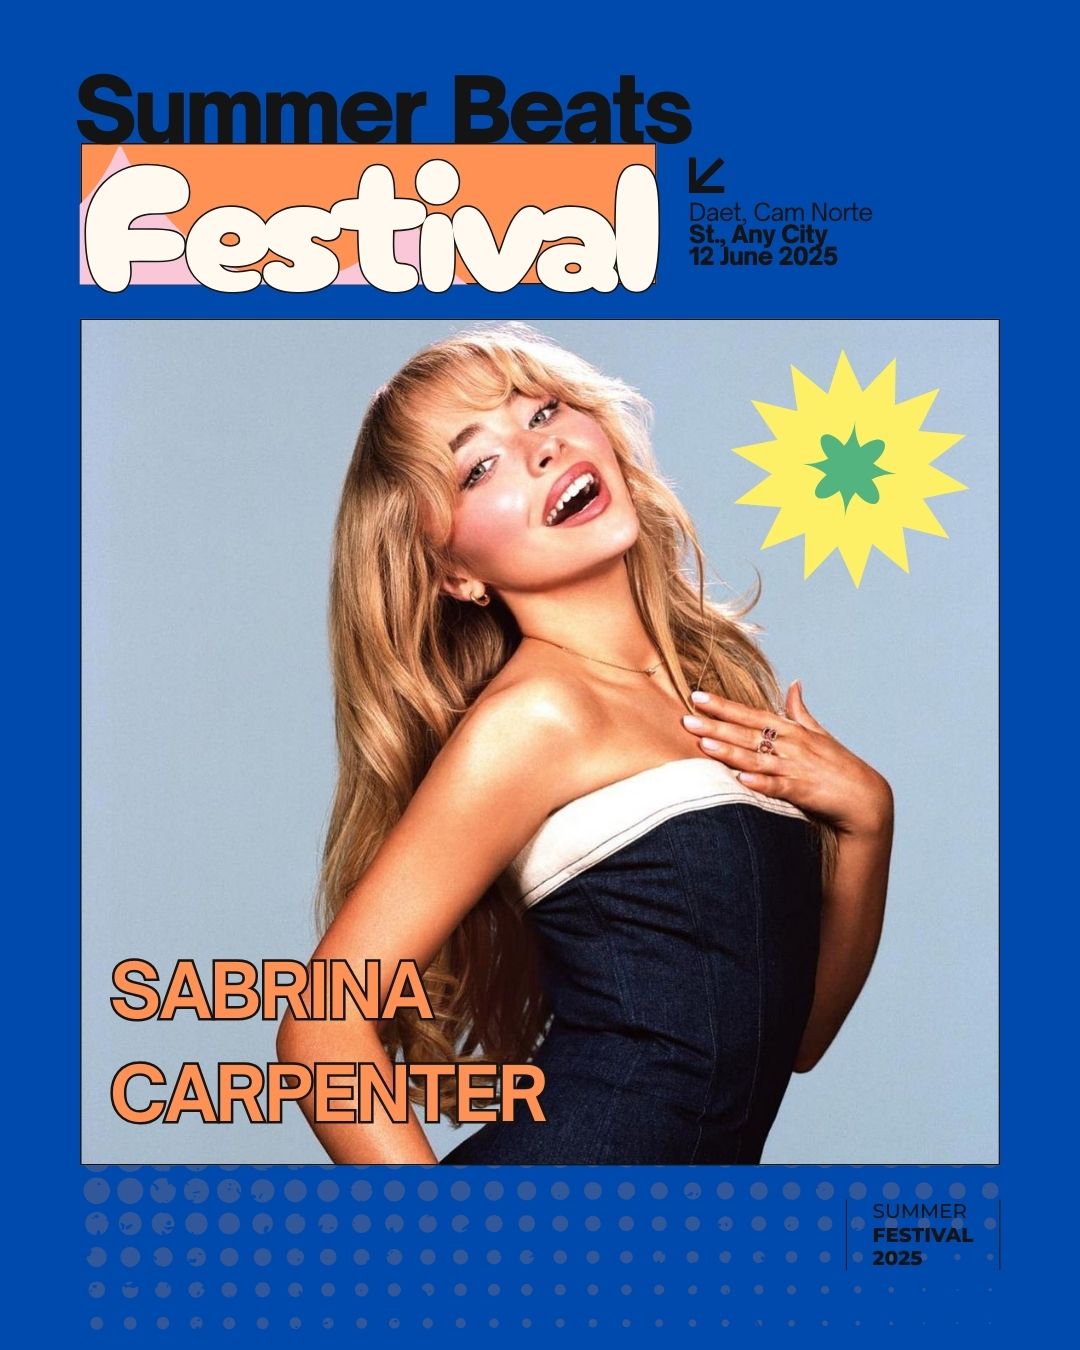 Summer Beats
Festival
Daet, Cam Norte
St., Any City
12 June 2025
SABRINA
CARPENTER
SUMMER
FESTIVAL
2025